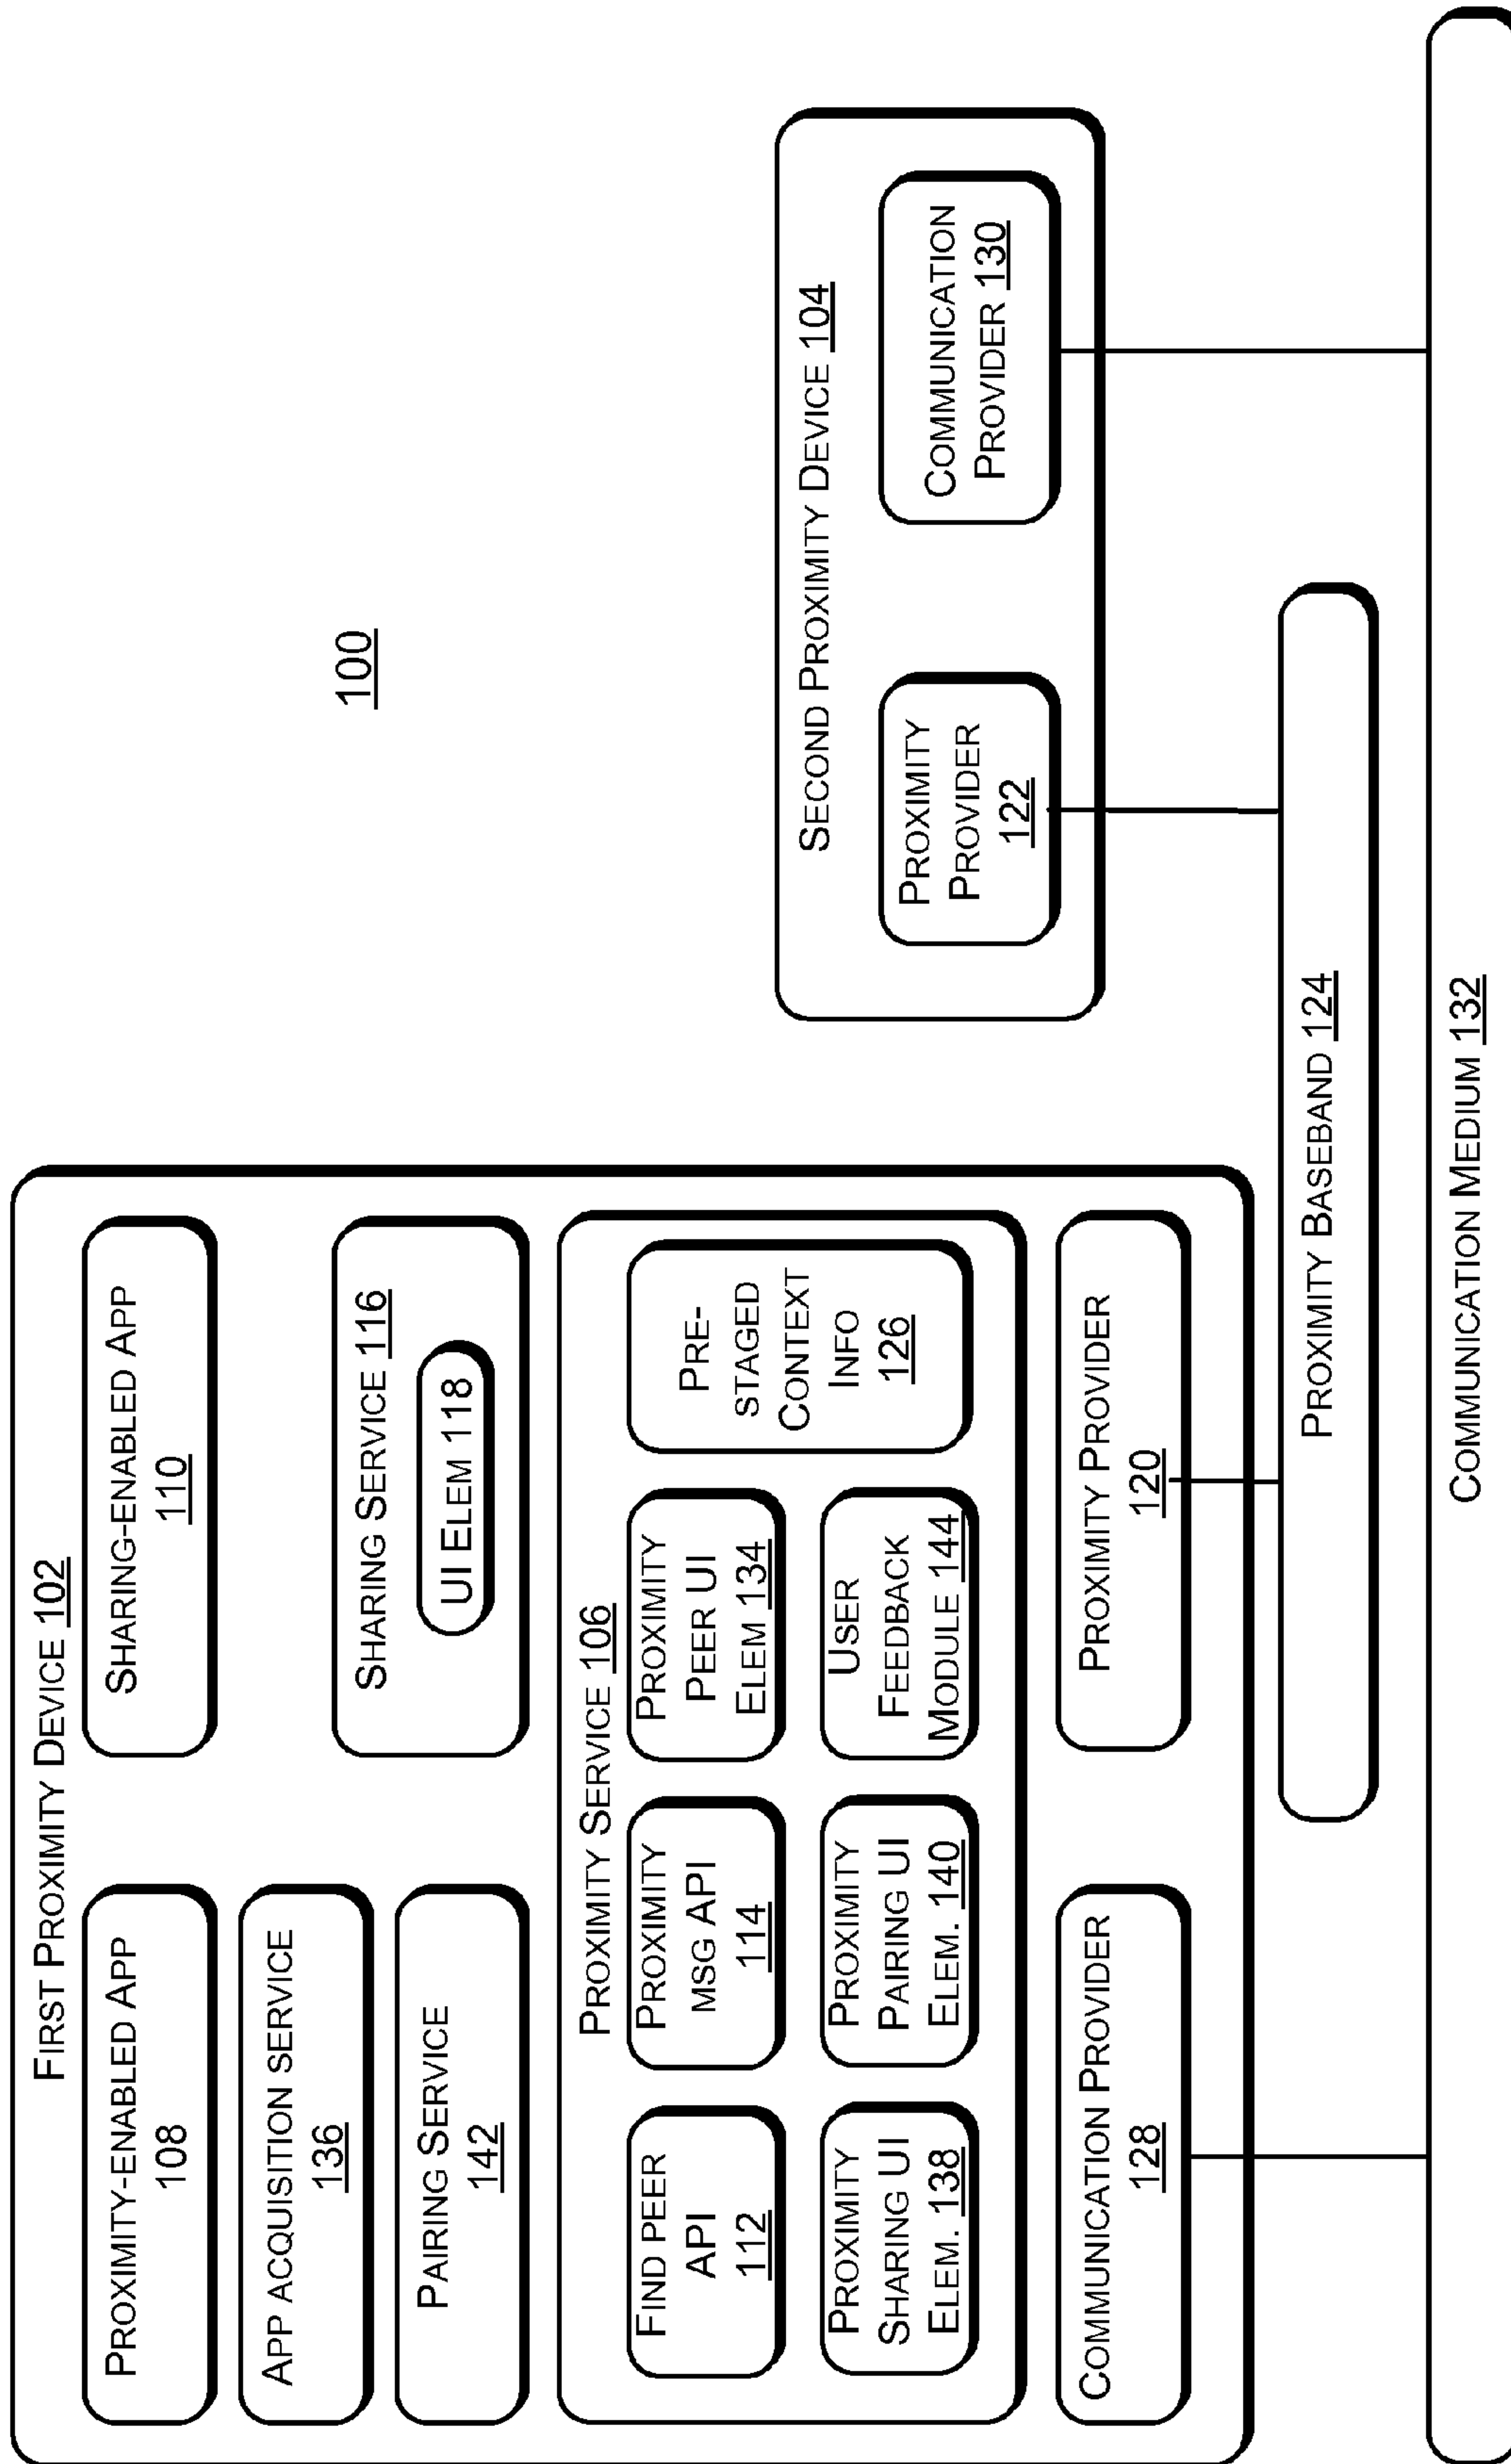 100
FIRST PROXIMITY DEVICE 102
PROXIMITY-ENABLED APP
108
SHARING-ENABLED APP
110
APP ACQUISITION SERVICE
136
PAIRING SERVICE
142
SHARING SERVICE 116
UI ELEM 118
PROXIMITY SERVICE 106
FIND PEER
API
112
PROXIMITY
MSG API
114
PROXIMITY
PEER UI
ELEM 134
PRE-
STAGED
CONTEXT
INFO
126
PROXIMITY
SHARING UI
ELEM. 138
PROXIMITY
PAIRING UI
ELEM. 140
USER
FEEDBACK
MODULE 144
COMMUNICATION PROVIDER
128
PROXIMITY PROVIDER
120
SECOND PROXIMITY DEVICE 104
PROXIMITY
PROVIDER
122
COMMUNICATION
PROVIDER 130
PROXIMITY BASEBAND 124
COMMUNICATION MEDIUM 132